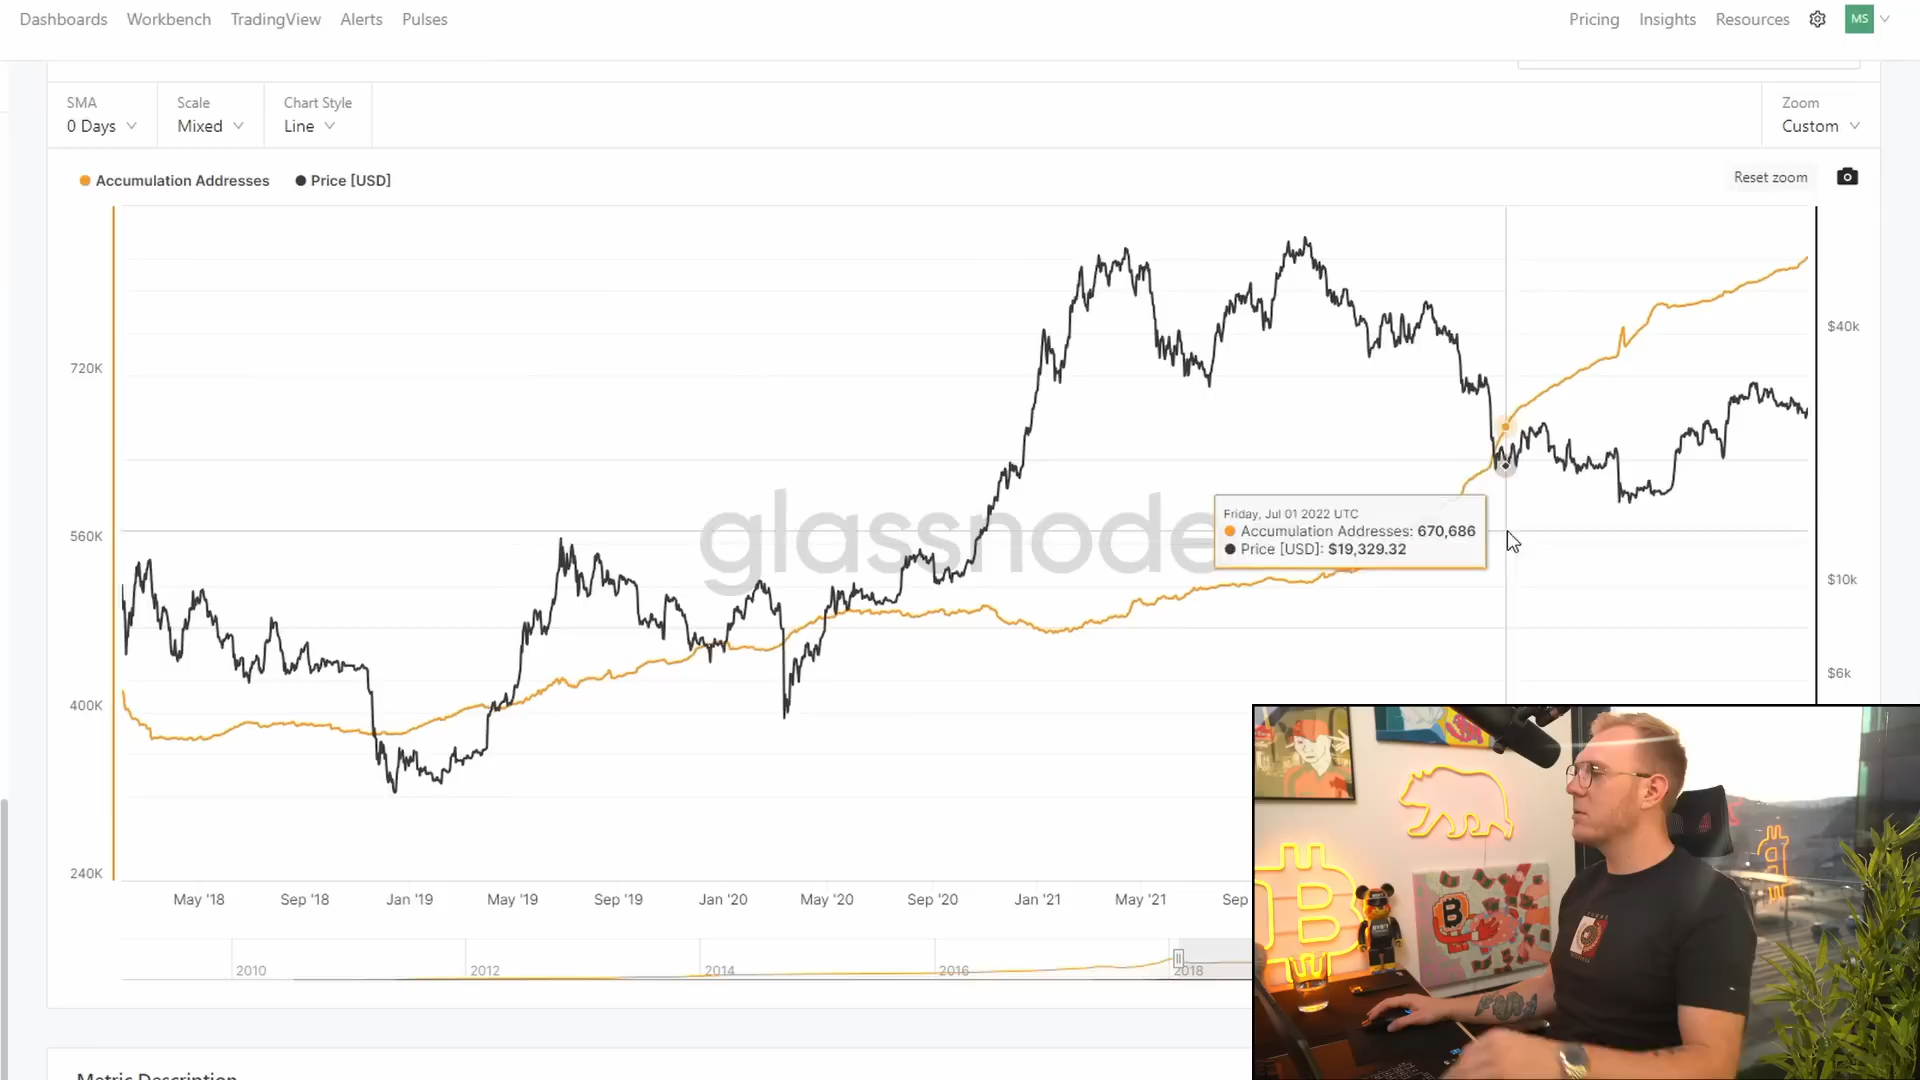 Dashboards Workbench TradingView Alerts Pulses Pricing Insights Resources MS
SMA Scale Chart Style Zoom
0 Days Mixed Line Custom
Accumulation Addresses Price [USD] Reset zoom
720K
560K
400K
240K
$40k
$10k
$6k
glassnode
Friday, Jul 01 2022 UTC
Accumulation Addresses: 670,686
Price [USD]: $19,329.32
May '18 Sep '18 Jan '19 May '19 Sep '19 Jan '20 May '20 Sep '20 Jan '21 May '21 Sep
2010 2012 2014 2016 2018
Metric Description